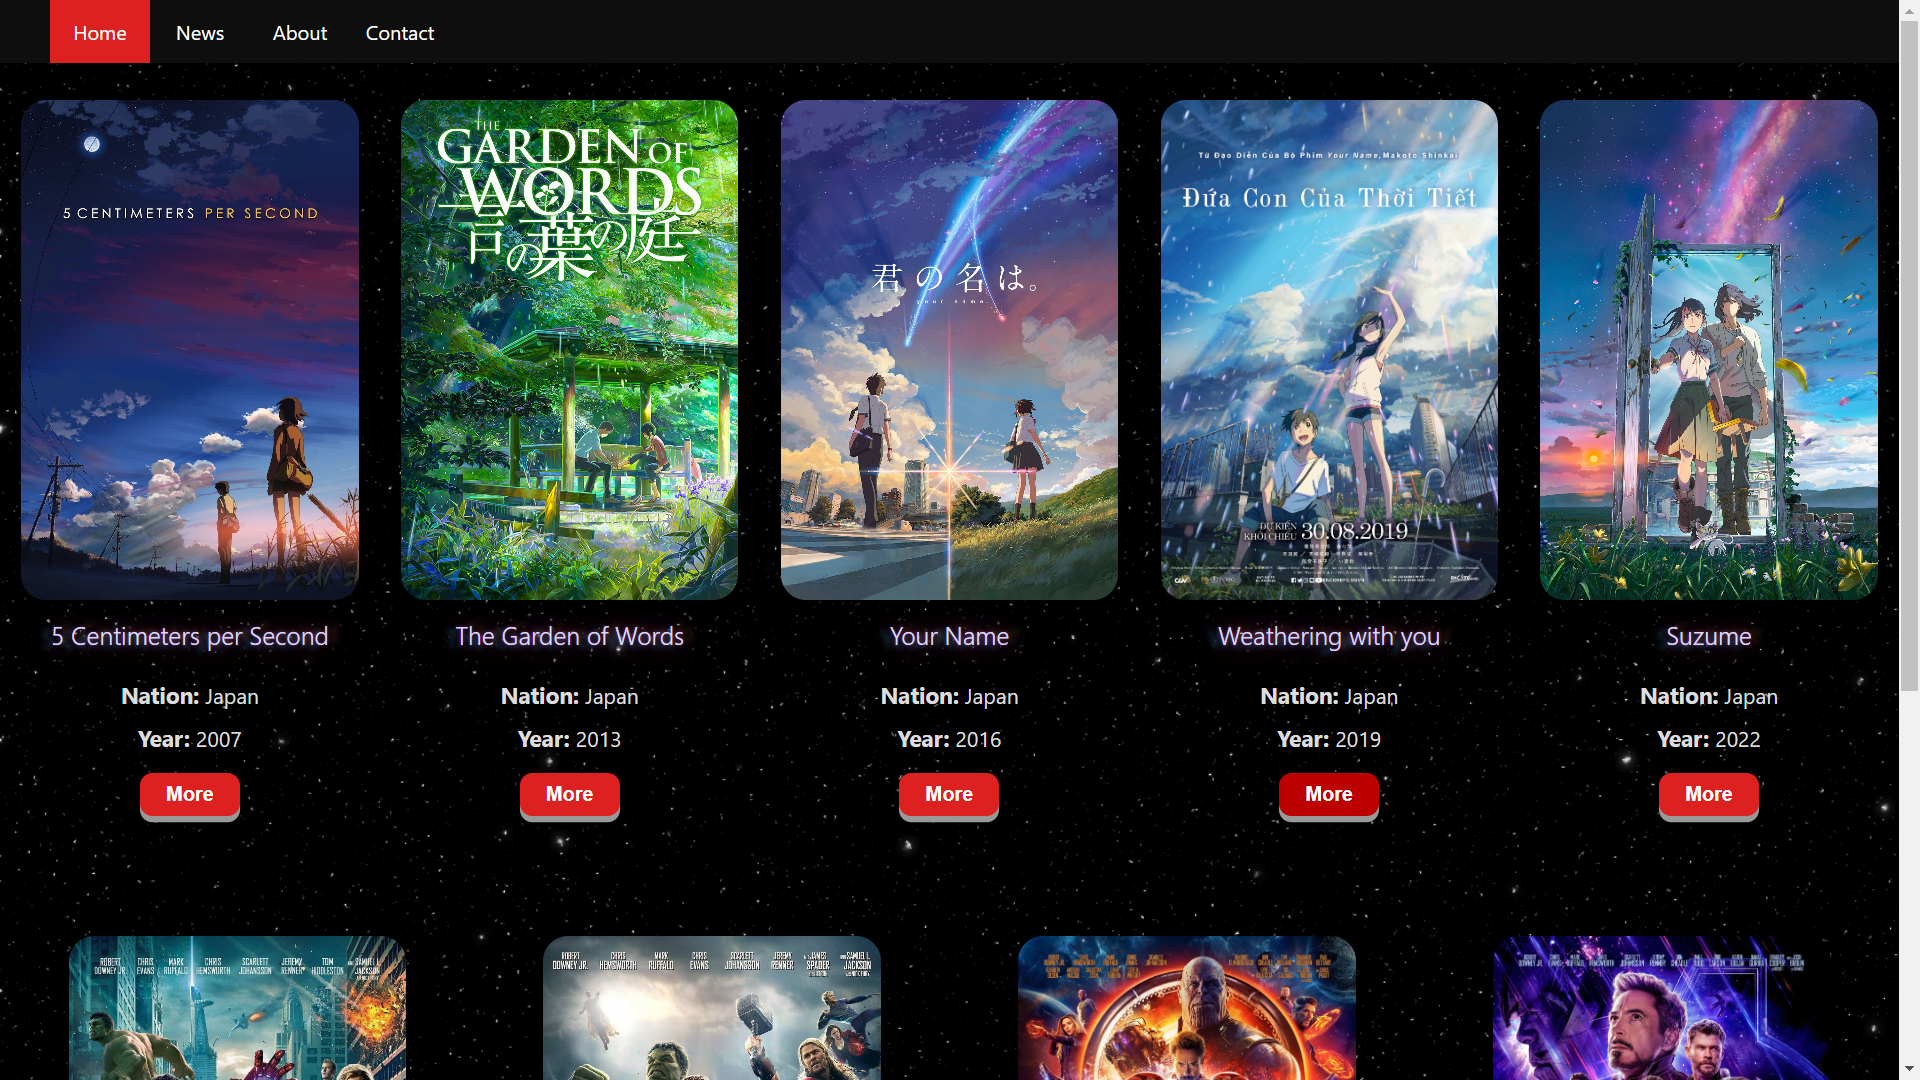 Home News About Contact
5 CENTIMETERS PER SECOND
THE
GARDEN OF
WORDS
言の葉の庭
君の名は。
your name.
Từ Đạo Diễn Của Bộ Phim Your Name, Makoto Shinkai
Đứa Con Của Thời Tiết
DỰ KIẾN
KHỞI CHIẾU 30.08.2019
5 Centimeters per Second
Nation: Japan
Year: 2007
More
The Garden of Words
Nation: Japan
Year: 2013
More
Your Name
Nation: Japan
Year: 2016
More
Weathering with you
Nation: Japan
Year: 2019
More
Suzume
Nation: Japan
Year: 2022
More
ROBERT DOWNEY JR. CHRIS EVANS MARK RUFFALO CHRIS HEMSWORTH SCARLETT JOHANSSON JEREMY RENNER TOM HIDDLESTON AND SAMUEL L. JACKSON
ROBERT DOWNEY JR. CHRIS HEMSWORTH MARK RUFFALO CHRIS EVANS SCARLETT JOHANSSON JEREMY RENNER JAMES SPADER SAMUEL L. JACKSON